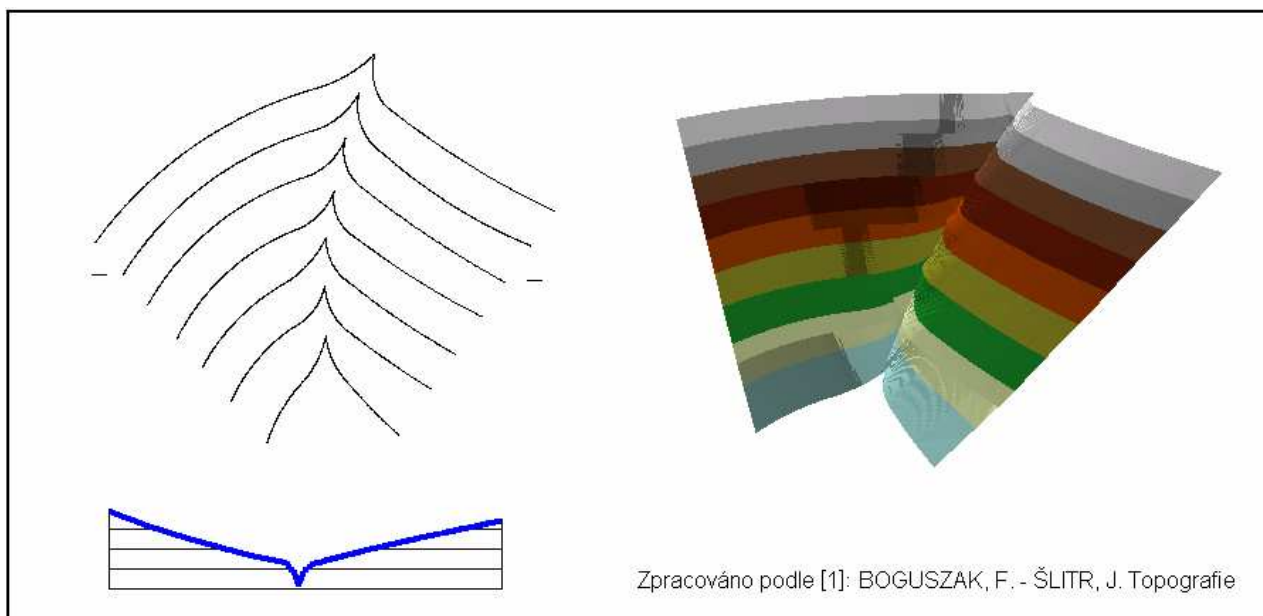 Zpracováno podle [1]: BOGUSZAK, F. - ŠLITR, J. Topografie